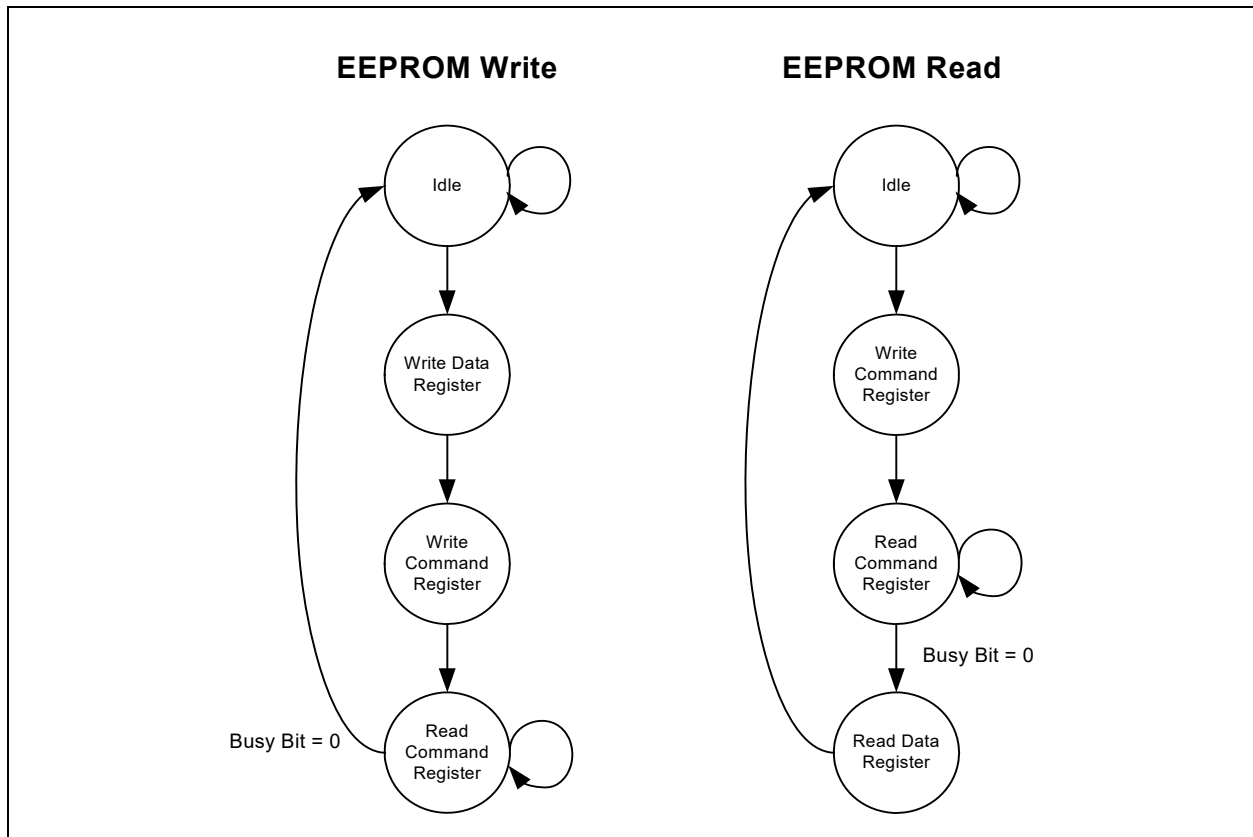 EEPROM Write
Idle
Write Data
Register
Write
Command
Register
Read
Command
Register
Busy Bit = 0
EEPROM Read
Idle
Write
Command
Register
Read
Command
Register
Busy Bit = 0
Read Data
Register